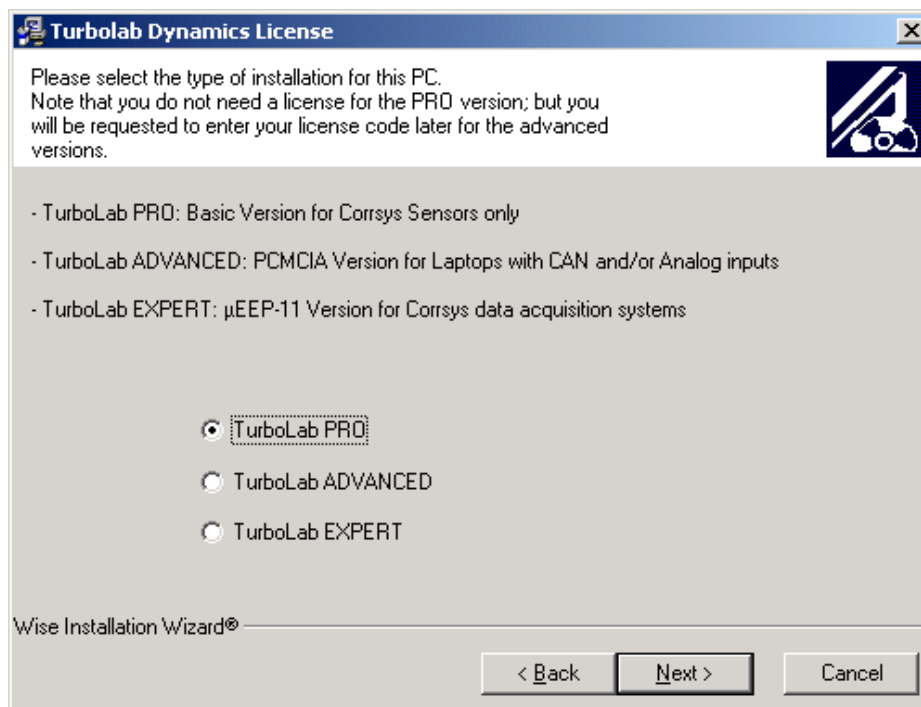 Turbolab Dynamics License
Please select the type of installation for this PC.
Note that you do not need a license for the PRO version; but you
will be requested to enter your license code later for the advanced
versions.
- TurboLab PRO: Basic Version for Corrsys Sensors only
- TurboLab ADVANCED: PCMCIA Version for Laptops with CAN and/or Analog inputs
- TurboLab EXPERT: µEEP-11 Version for Corrsys data acquisition systems
TurboLab PRO
TurboLab ADVANCED
TurboLab EXPERT
Wise Installation Wizard®
< Back Next > Cancel